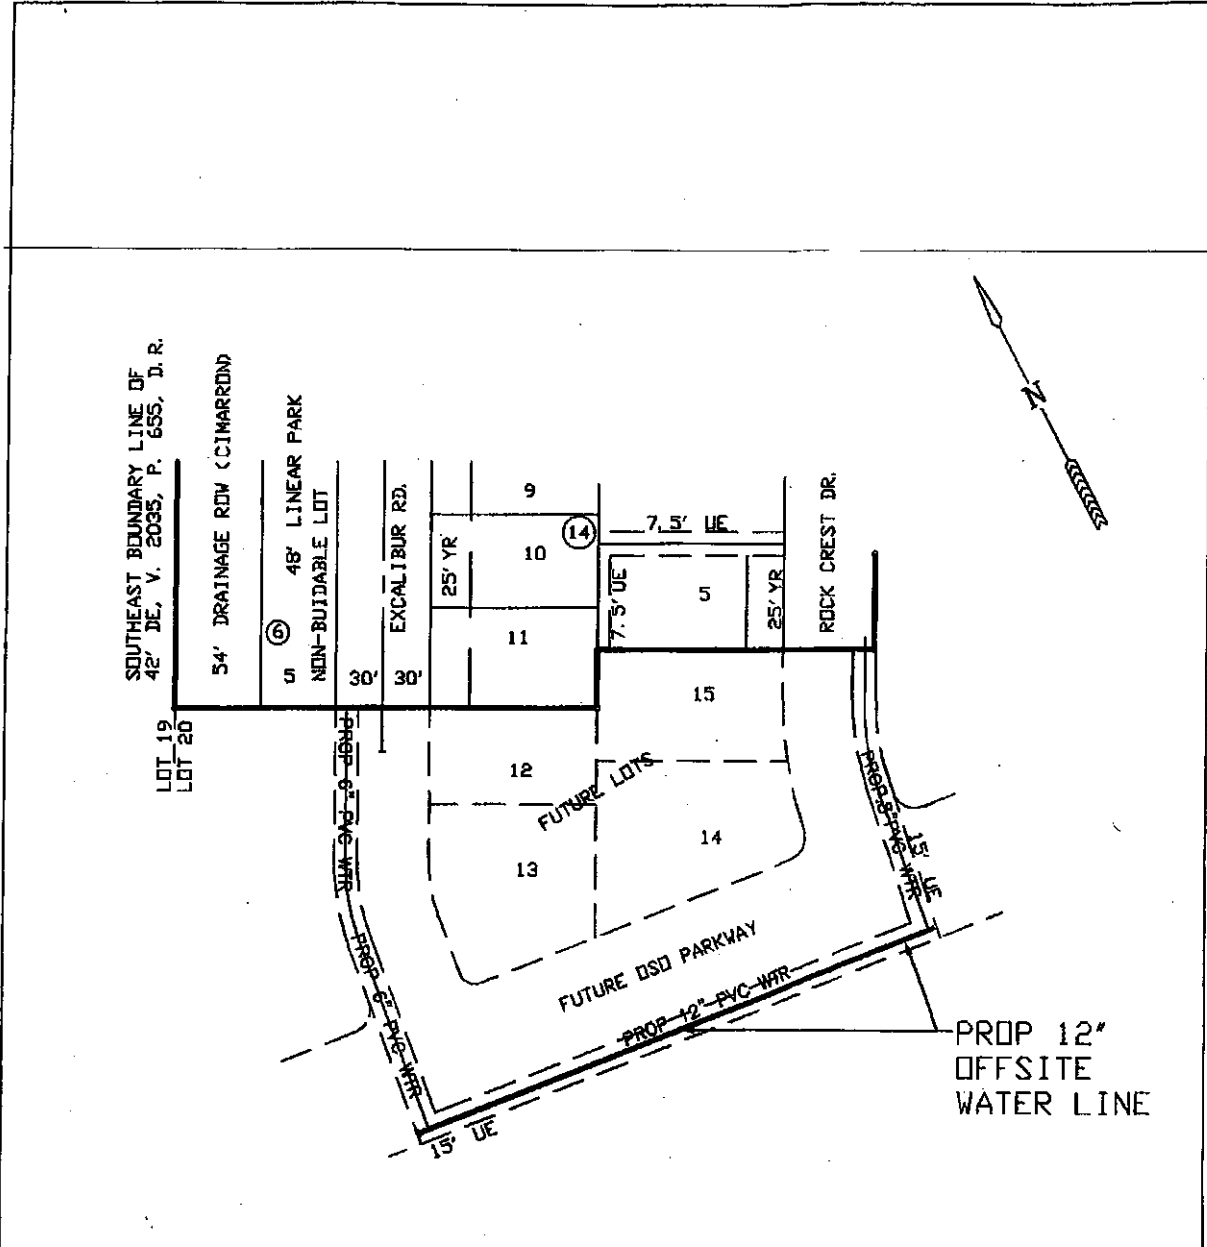 SOUTHEAST BOUNDARY LINE OF
42' DE, V. 2035, P. 655, D.R.
54' DRAINAGE ROW (CIMARRON)
48' LINEAR PARK
NON-BUIDABLE LOT
6
5
EXCALIBUR RD.
30'
30'
25' YR
9
10
11
14
7.5' UE
7.5' UE
5
25' YR
ROCK CREST DR.
N
LOT 19
LOT 20
12
13
14
15
FUTURE LOTS
PROP 6" PVC WTR
PROP 6" PVC WTR
PROP 8" PVC WTR
15' UE
FUTURE OSO PARKWAY
PROP 12" PVC WTR
15' UE
PROP 12"
OFFSITE
WATER LINE